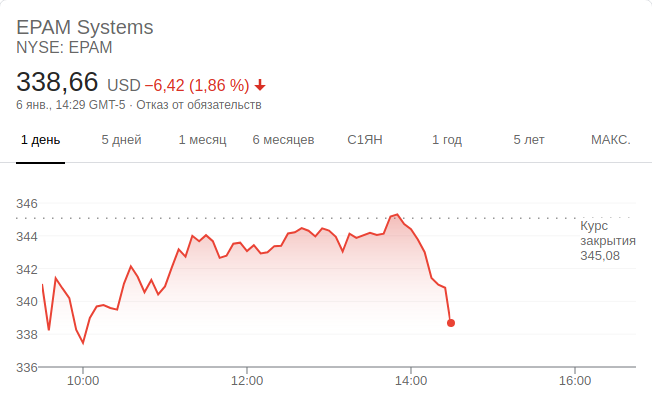 EPAM Systems
NYSE: EPAM
338,66 USD −6,42 (1,86 %)
6 янв., 14:29 GMT-5 · Отказ от обязательств
1 день 5 дней 1 месяц 6 месяцев С1ЯН 1 год 5 лет МАКС.
346
344
342
340
338
336
Курс
закрытия
345,08
10:00 12:00 14:00 16:00